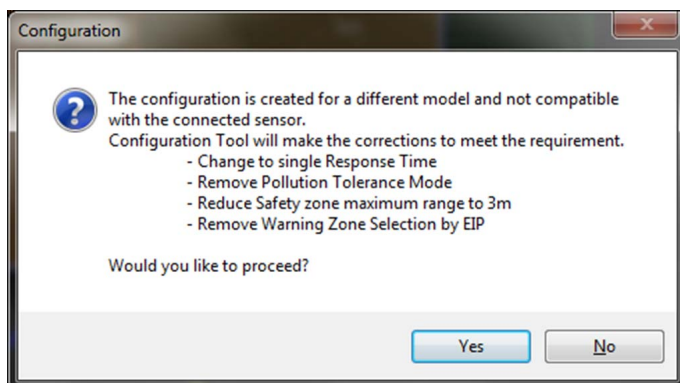 Configuration
The configuration is created for a different model and not compatible
with the connected sensor.
Configuration Tool will make the corrections to meet the requirement.
- Change to single Response Time
- Remove Pollution Tolerance Mode
- Reduce Safety zone maximum range to 3m
- Remove Warning Zone Selection by EIP
Would you like to proceed?
Yes No